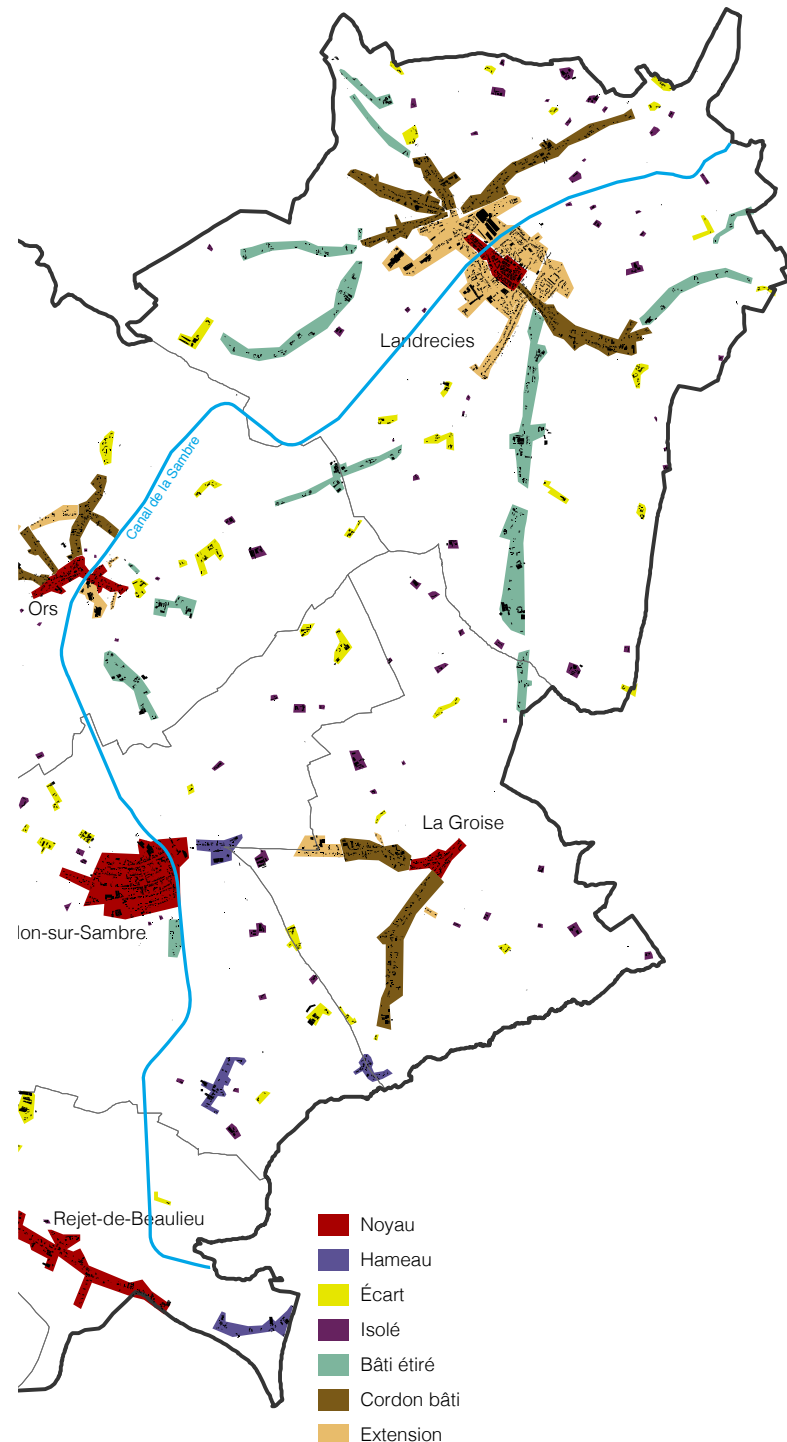 Landrecies
Canal de la Sambre
Ors
La Groise
lon-sur-Sambre
Rejet-de-Beaulieu
Noyau
Hameau
Écart
Isolé
Bâti étiré
Cordon bâti
Extension